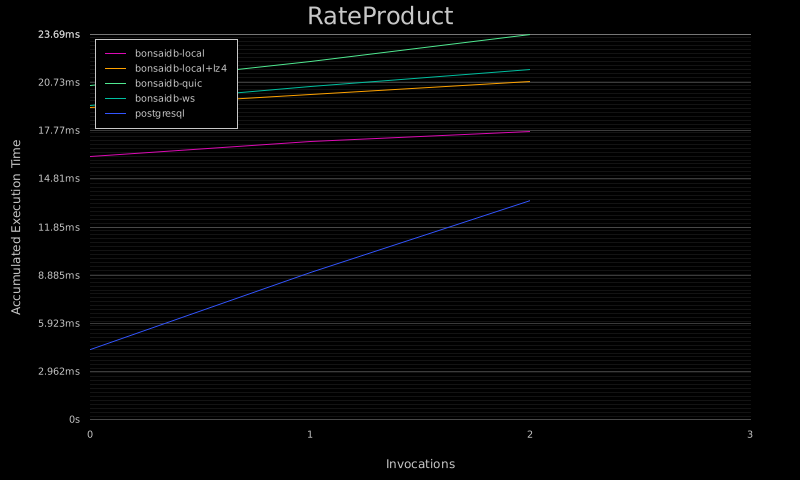 RateProduct
23.69ms
bonsaidb-local
bonsaidb-local+lz4
bonsaidb-quic
bonsaidb-ws
postgresql
20.73ms
17.77ms
14.81ms
11.85ms
8.885ms
5.923ms
2.962ms
0s
Accumulated Execution Time
0 1 2 3
Invocations